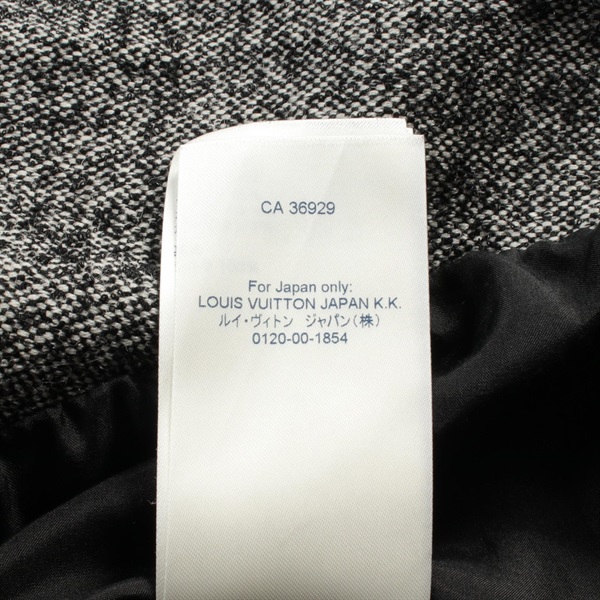 CA 36929
For Japan only:
LOUIS VUITTON JAPAN K.K.
ルイ・ヴィトン　ジャパン(株)
0120-00-1854